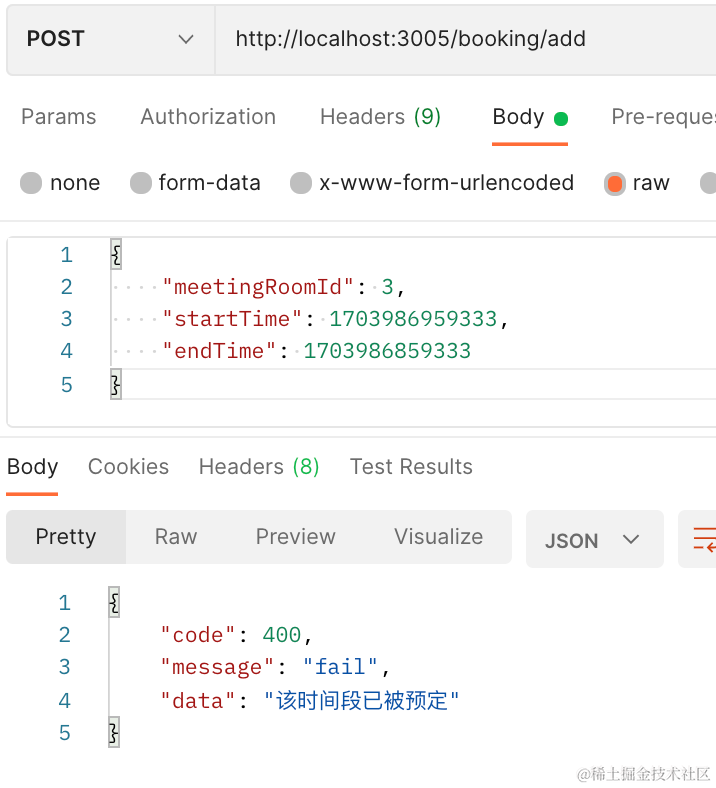 POST http://localhost:3005/booking/add
Params Authorization Headers (9) Body Pre-reques
none form-data x-www-form-urlencoded raw
1 {
2 "meetingRoomId": 3,
3 "startTime": 1703986959333,
4 "endTime": 1703986859333
5 }
Body Cookies Headers (8) Test Results
Pretty Raw Preview Visualize JSON
1 {
2 "code": 400,
3 "message": "fail",
4 "data": "该时间段已被预定"
5 }
@稀土掘金技术社区